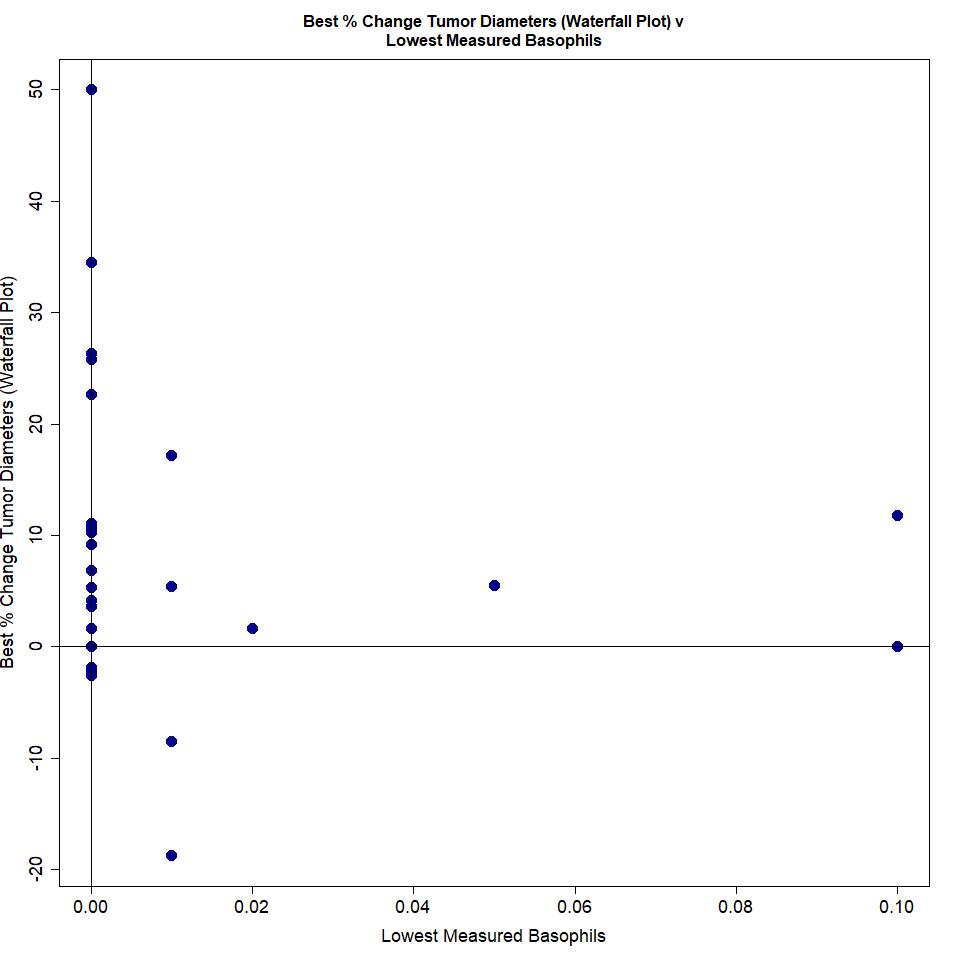 Best % Change Tumor Diameters (Waterfall Plot) v
Lowest Measured Basophils
Best % Change Tumor Diameters (Waterfall Plot)
50
40
30
20
10
0
-10
-20
0.00 0.02 0.04 0.06 0.08 0.10
Lowest Measured Basophils